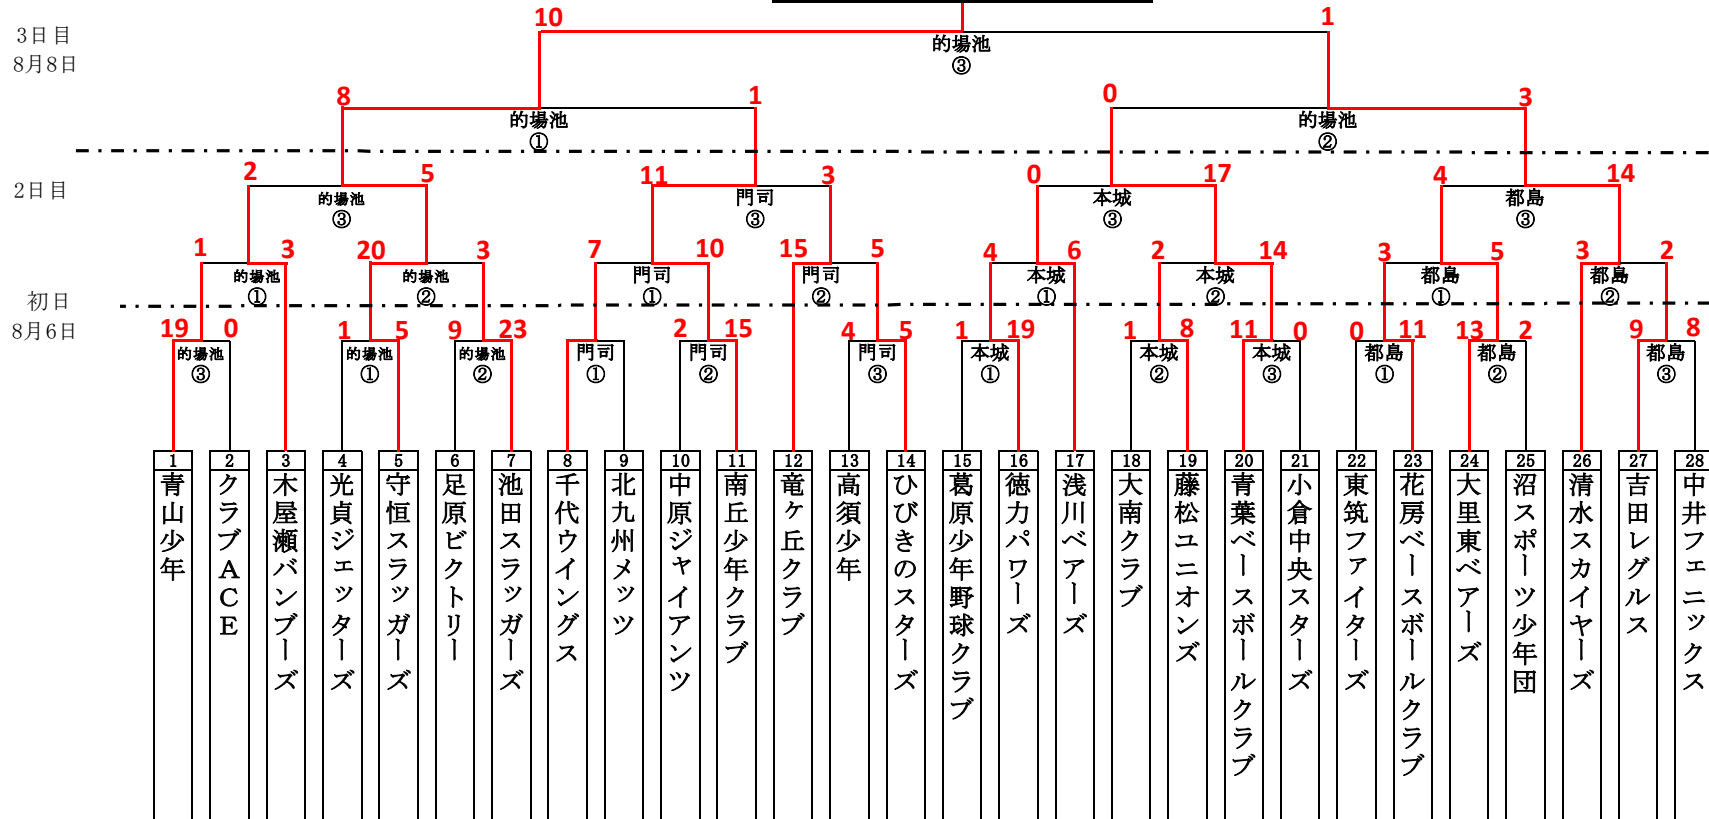 10 1
3日目
的場池
8月8日
③
8 1 0 3
的場池 的場池
① ②
2 5 11 3 0 17 4 14
2日目
的場池 門司 本城 都島
③ ③ ③ ③
1 3 20 3 7 10 15 5 4 6 2 14 3 5 3 2
的場池 的場池 門司 門司 本城 本城 都島 都島
① ② ① ② ① ② ① ②
初日
8月6日
19 0 1 5 9 23 2 15 4 5 1 19 1 8 11 0 0 11 13 2 9 8
的場池 的場池 的場池 門司 門司 門司 本城 本城 本城 都島 都島 都島
③ ① ② ① ② ③ ① ② ③ ① ② ③
1 青山少年
2 クラブACE
3 木屋瀬バンブーズ
4 光貞ジェッターズ
5 守恒スラッガーズ
6 足原ビクトリー
7 池田スラッガーズ
8 千代ウイングス
9 北九州メッツ
10 中原ジャイアンツ
11 南丘少年クラブ
12 竜ケ丘クラブ
13 高須少年
14 ひびきのスターズ
15 葛原少年野球クラブ
16 徳力パワーズ
17 浅川ベアーズ
18 大南クラブ
19 藤松ユニオンズ
20 青葉ベースボールクラブ
21 小倉中央スターズ
22 東筑ファイターズ
23 花房ベースボールクラブ
24 大里東ベアーズ
25 沼スポーツ少年団
26 清水スカイヤーズ
27 吉田レグルス
28 中井フェニックス